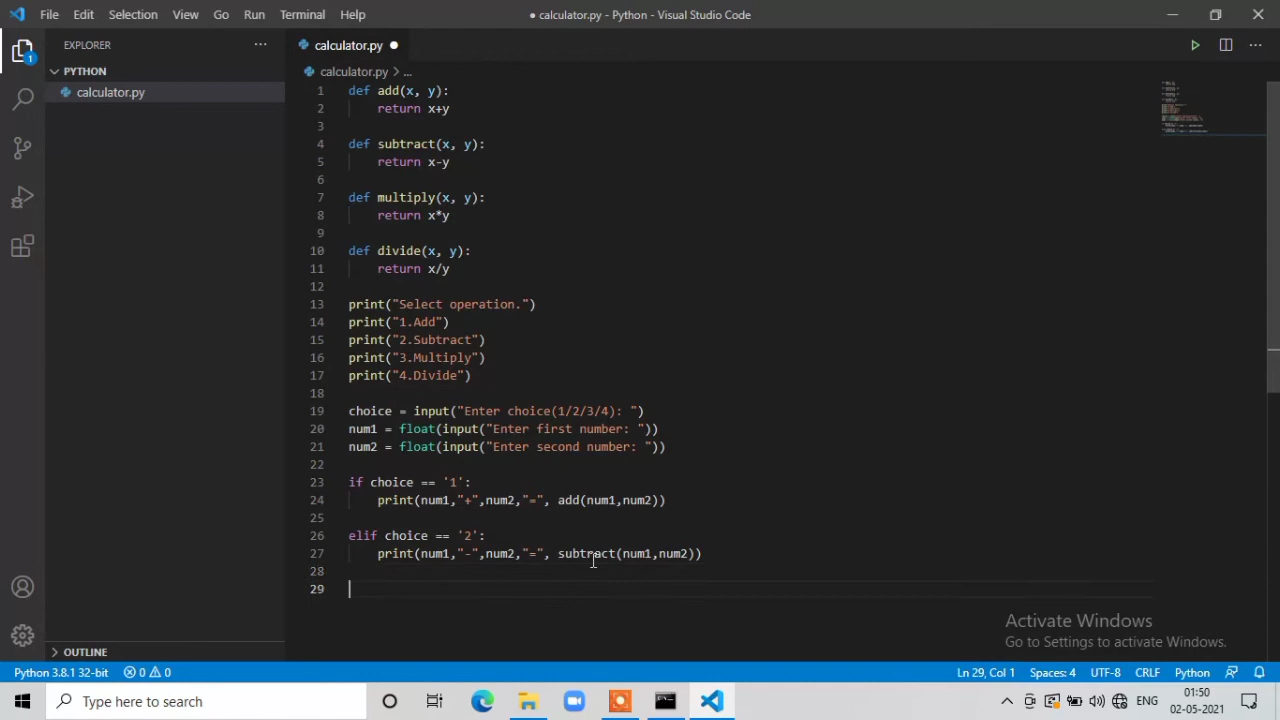 File Edit Selection View Go Run Terminal Help
● calculator.py - Python - Visual Studio Code
EXPLORER
calculator.py
PYTHON
calculator.py > ...
calculator.py
1
1 def add(x, y):
2 return x+y
3
4 def subtract(x, y):
5 return x-y
6
7 def multiply(x, y):
8 return x*y
9
10 def divide(x, y):
11 return x/y
12
13 print("Select operation.")
14 print("1.Add")
15 print("2.Subtract")
16 print("3.Multiply")
17 print("4.Divide")
18
19 choice = input("Enter choice(1/2/3/4): ")
20 num1 = float(input("Enter first number: "))
21 num2 = float(input("Enter second number: "))
22
23 if choice == '1':
24 print(num1,"+",num2,"=", add(num1,num2))
25
26 elif choice == '2':
27 print(num1,"-",num2,"=", subtract(num1,num2))
28
29
Activate Windows
Go to Settings to activate Windows.
OUTLINE
Python 3.8.1 32-bit 0 0 Ln 29, Col 1 Spaces: 4 UTF-8 CRLF Python
Type here to search
ENG
01:50
02-05-2021